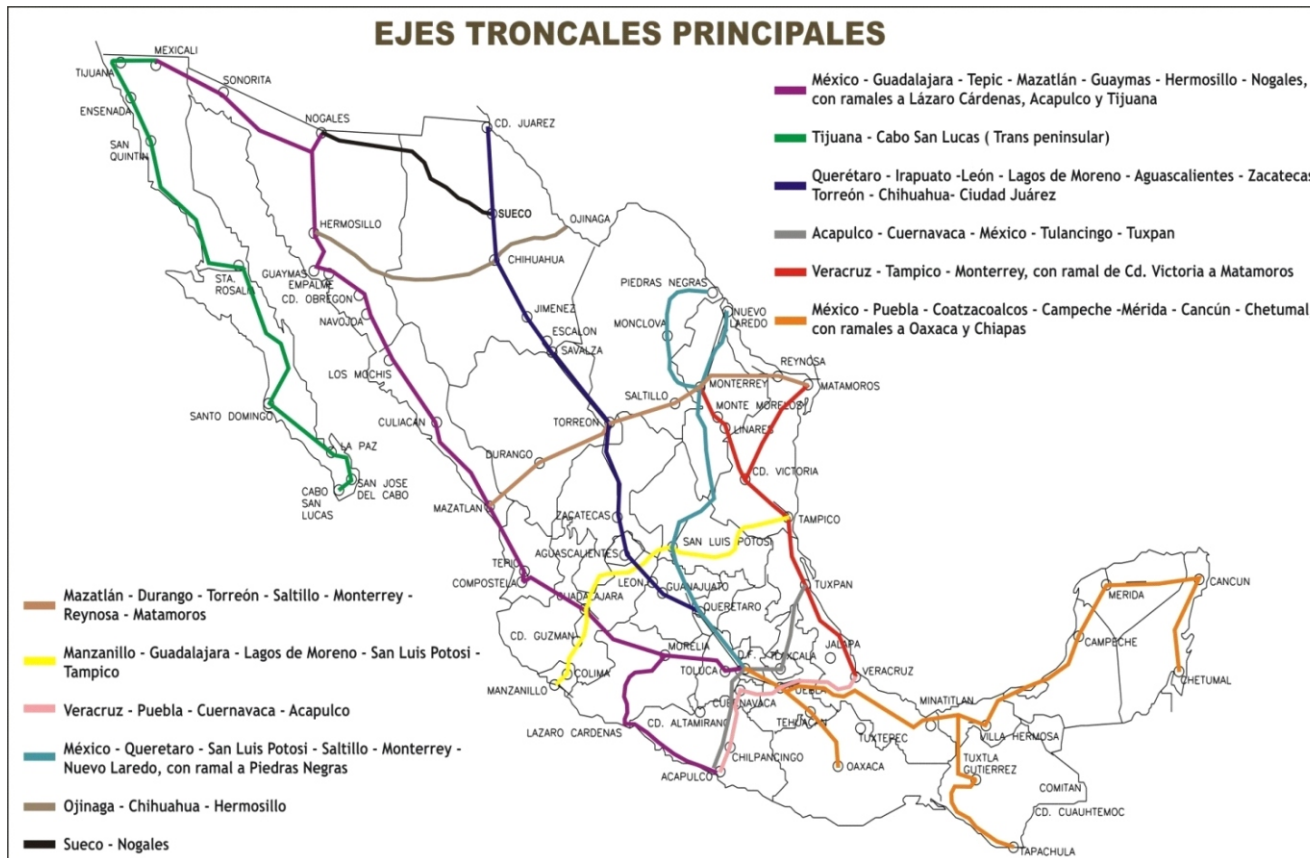 EJES TRONCALES PRINCIPALES
México - Guadalajara - Tepic - Mazatlán - Guaymas - Hermosillo - Nogales,
con ramales a Lázaro Cárdenas, Acapulco y Tijuana
Tijuana - Cabo San Lucas ( Trans peninsular)
Querétaro - Irapuato -León - Lagos de Moreno - Aguascalientes - Zacatecas
Torreón - Chihuahua- Ciudad Juárez
Acapulco - Cuernavaca - México - Tulancingo - Tuxpan
Veracruz - Tampico - Monterrey, con ramal de Cd. Victoria a Matamoros
México - Puebla - Coatzacoalcos - Campeche -Mérida - Cancún - Chetumal
con ramales a Oaxaca y Chiapas
MEXICALI
TIJUANA
SONORITA
ENSENADA
NOGALES
CD. JUAREZ
SAN
QUINTIN
SUECO
OJINAGA
HERMOSILLO
CHIHUAHUA
GUAYMAS
EMPALME
STA.
ROSALIA
CD. OBREGON
NAVOJOA
PIEDRAS NEGRAS
NUEVO
LAREDO
JIMENEZ
MONCLOVA
ESCALON
SAVALZA
LOS MOCHIS
REYNOSA
MONTERREY
MATAMOROS
SALTILLO
MONTE MORELOS
LINARES
SANTO DOMINGO
CULIACAN
TORREON
LA PAZ
DURANGO
CD. VICTORIA
CABO
SAN
LUCAS
SAN JOSE
DEL CABO
MAZATLAN
ZACATECAS
TAMPICO
SAN LUIS POTOSI
AGUASCALIENTES
TEPIC
COMPOSTELA
LEON
GUANAJUATO
TUXPAN
CANCUN
MERIDA
GUADALAJARA
QUERETARO
CD. GUZMAN
CAMPECHE
MORELIA
D.F.
TLAXCALA
JALAPA
TOLUCA
COLIMA
VERACRUZ
CHETUMAL
MANZANILLO
PUEBLA
CUERNAVACA
MINATITLAN
CD. ALTAMIRANO
TEHUACAN
LAZARO CARDENAS
VILLA HERMOSA
TUXTEPEC
CHILPANCINGO
OAXACA
TUXTLA
GUTIERREZ
ACAPULCO
COMITAN
CD. CUAUHTEMOC
TAPACHULA
Mazatlán - Durango - Torreón - Saltillo - Monterrey -
Reynosa - Matamoros
Manzanillo - Guadalajara - Lagos de Moreno - San Luis Potosi -
Tampico
Veracruz - Puebla - Cuernavaca - Acapulco
México - Queretaro - San Luis Potosi - Saltillo - Monterrey -
Nuevo Laredo, con ramal a Piedras Negras
Ojinaga - Chihuahua - Hermosillo
Sueco - Nogales